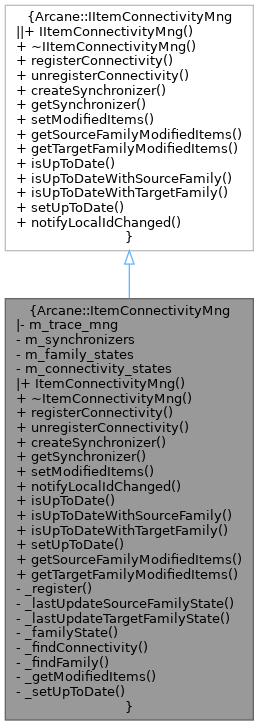 {Arcane::IItemConnectivityMng
||+ IItemConnectivityMng()
+ ~IItemConnectivityMng()
+ registerConnectivity()
+ unregisterConnectivity()
+ createSynchronizer()
+ getSynchronizer()
+ setModifiedItems()
+ getSourceFamilyModifiedItems()
+ getTargetFamilyModifiedItems()
+ isUpToDate()
+ isUpToDateWithSourceFamily()
+ isUpToDateWithTargetFamily()
+ setUpToDate()
+ notifyLocalIdChanged()
}
{Arcane::ItemConnectivityMng
|- m_trace_mng
- m_synchronizers
- m_family_states
- m_connectivity_states
|+ ItemConnectivityMng()
+ ~ItemConnectivityMng()
+ registerConnectivity()
+ unregisterConnectivity()
+ createSynchronizer()
+ getSynchronizer()
+ setModifiedItems()
+ notifyLocalIdChanged()
+ isUpToDate()
+ isUpToDateWithSourceFamily()
+ isUpToDateWithTargetFamily()
+ setUpToDate()
+ getSourceFamilyModifiedItems()
+ getTargetFamilyModifiedItems()
- _register()
- _lastUpdateSourceFamilyState()
- _lastUpdateTargetFamilyState()
- _familyState()
- _findConnectivity()
- _findFamily()
- _getModifiedItems()
- _setUpToDate()
}